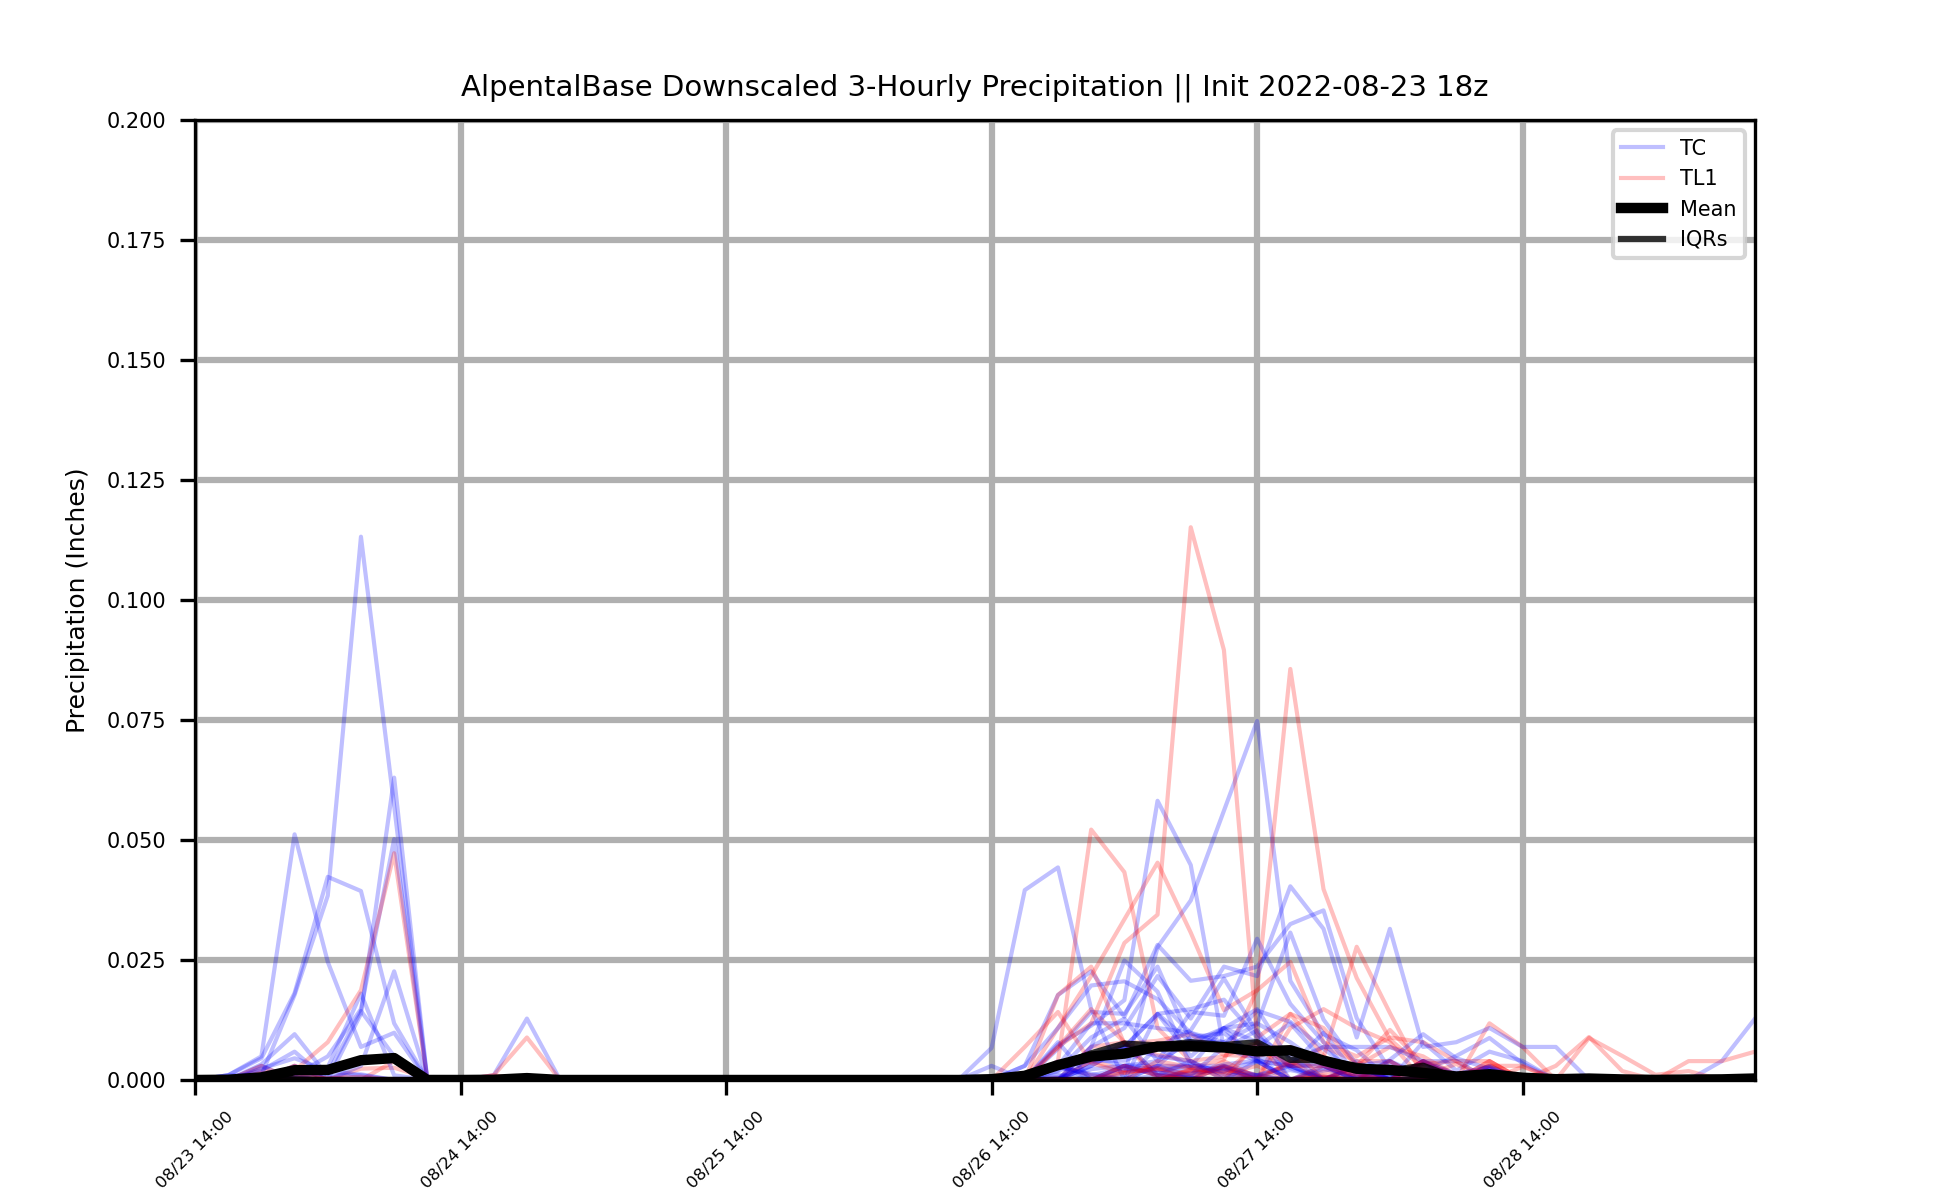 AlpentalBase Downscaled 3-Hourly Precipitation || Init 2022-08-23 18z
TC
TL1
Mean
IQRs
Precipitation (Inches)
0.200
0.175
0.150
0.125
0.100
0.075
0.050
0.025
0.000
08/23 14:00
08/24 14:00
08/25 14:00
08/26 14:00
08/27 14:00
08/28 14:00